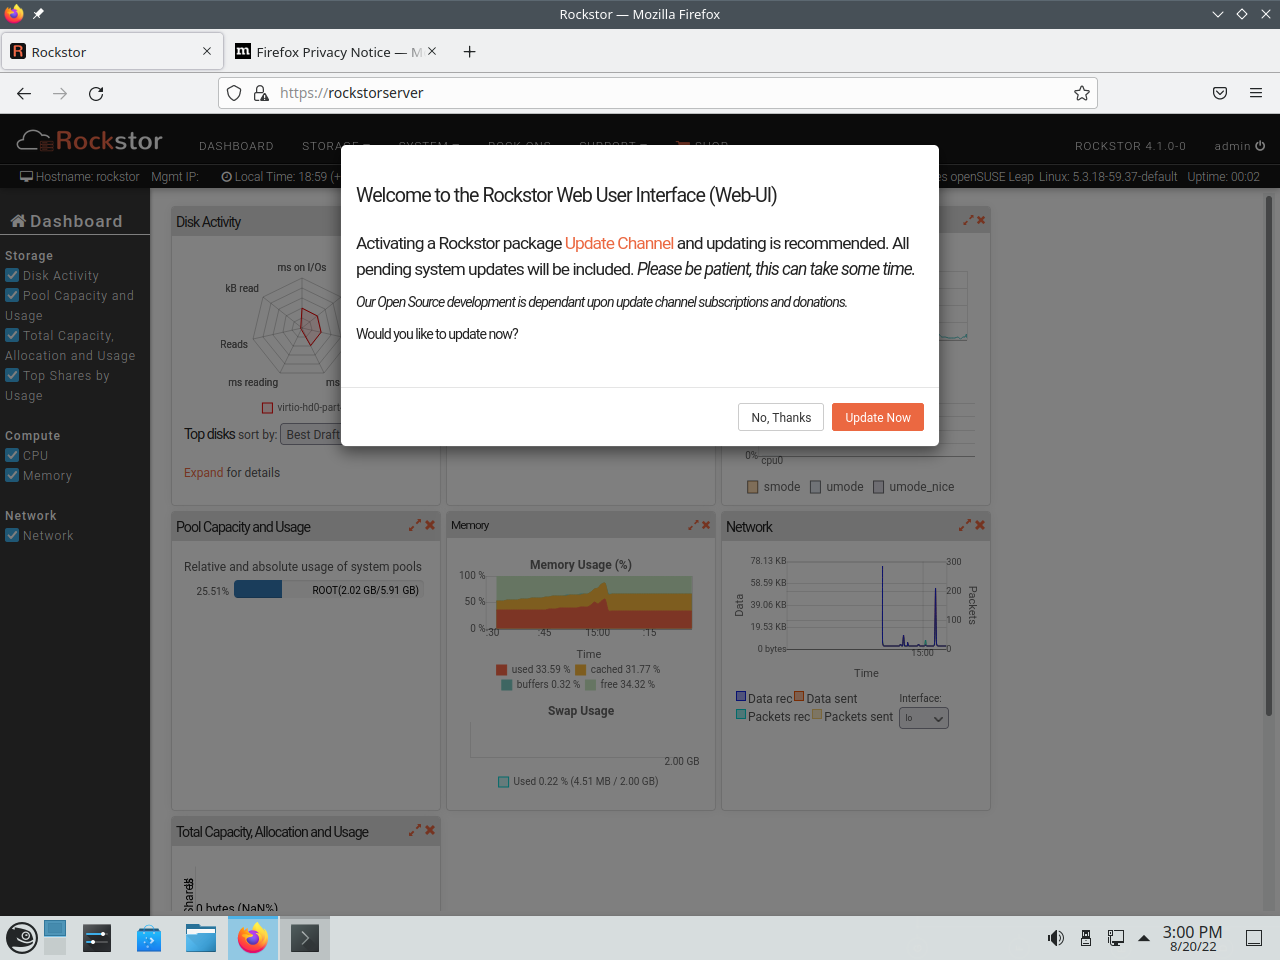 Rockstor — Mozilla Firefox
Rockstor
Firefox Privacy Notice — M
https://rockstorserver
Rockstor
DASHBOARD
STORAGE
SYSTEM
ROCK-ONS
SUPPORT
SHOP
ROCKSTOR 4.1.0-0
admin
Hostname: rockstor
Mgmt IP:
Local Time: 18:59 (+
es openSUSE Leap
Linux: 5.3.18-59.37-default
Uptime: 00:02
Dashboard
Storage
Disk Activity
Pool Capacity and
Usage
Total Capacity,
Allocation and Usage
Top Shares by
Usage
Compute
CPU
Memory
Network
Network
Welcome to the Rockstor Web User Interface (Web-UI)
Activating a Rockstor package Update Channel and updating is recommended. All
pending system updates will be included. Please be patient, this can take some time.
Our Open Source development is dependant upon update channel subscriptions and donations.
Would you like to update now?
No, Thanks
Update Now
Disk Activity
ms on I/Os
kB read
Reads
ms reading
ms
virtio-hd0-part
Top disks sort by:
Best Draft
Expand for details
0%
cpu0
smode
umode
umode_nice
Pool Capacity and Usage
Relative and absolute usage of system pools
25.51%
ROOT(2.02 GB/5.91 GB)
Memory
Memory Usage (%)
100 %
50 %
0 %
:30
:45
15:00
:15
Time
used 33.59 %
cached 31.77 %
buffers 0.32 %
free 34.32 %
Swap Usage
2.00 GB
Used 0.22 % (4.51 MB / 2.00 GB)
Network
78.13 KB
58.59 KB
39.06 KB
19.53 KB
0 bytes
Data
300
200
100
0
Packets
15:00
Time
Data rec
Data sent
Packets rec
Packets sent
Interface:
lo
Total Capacity, Allocation and Usage
0 bytes (NaN%)
3:00 PM
8/20/22